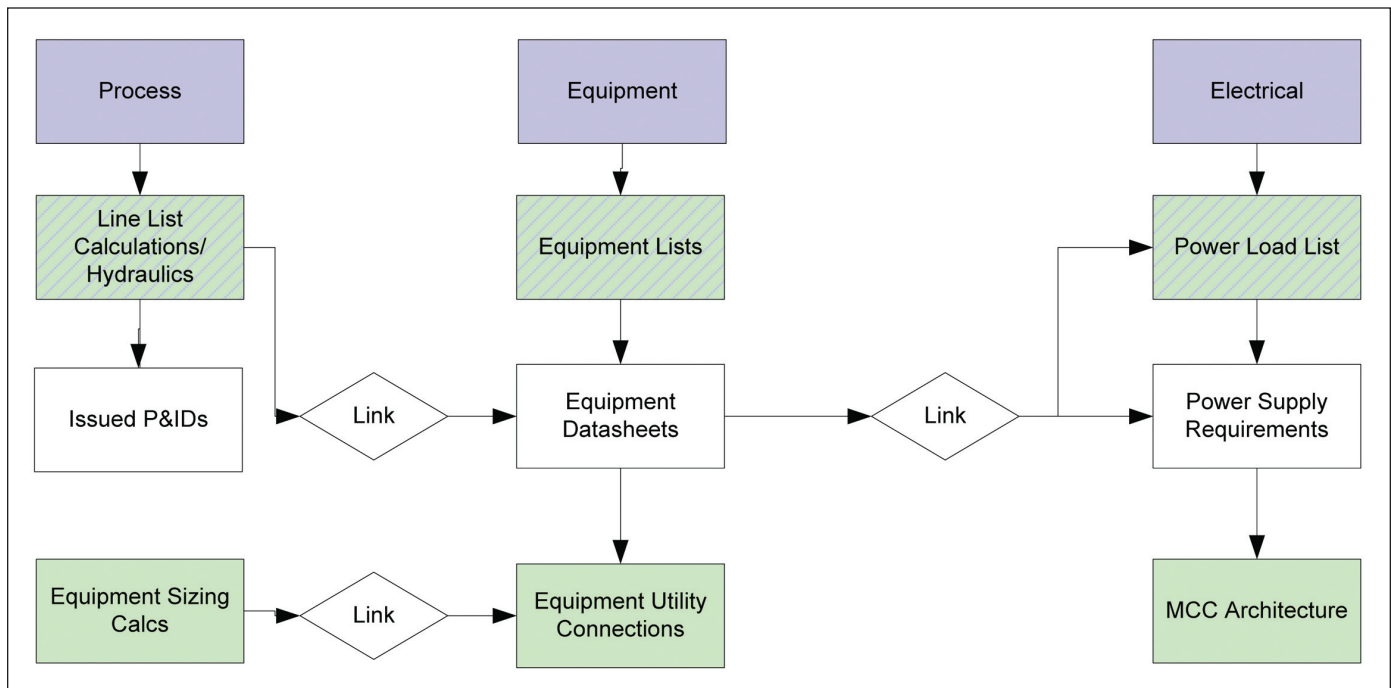 Process
Equipment
Electrical
Line List
Calculations/
Hydraulics
Equipment Lists
Power Load List
Issued P&IDs
Link
Equipment
Datasheets
Link
Power Supply
Requirements
Equipment Sizing
Calcs
Link
Equipment Utility
Connections
MCC Architecture